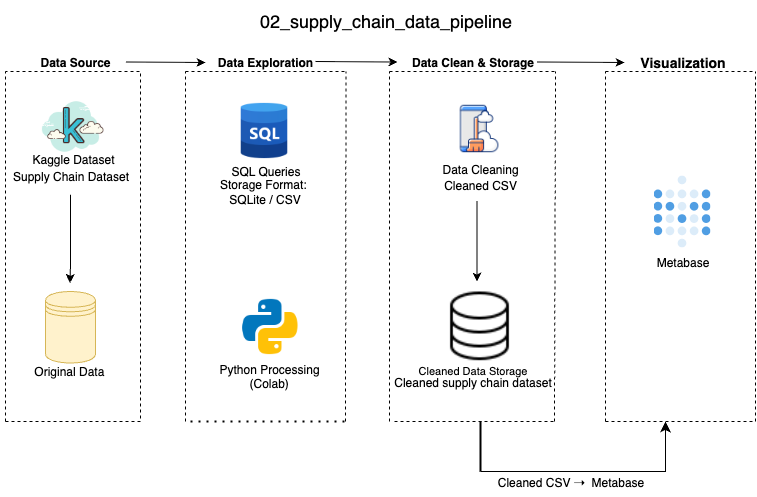 02_supply_chain_data_pipeline
Data Source
Data Exploration
Data Clean & Storage
Visualization
k
Kaggle Dataset
Supply Chain Dataset
Original Data
SQL
SQL Queries
Storage Format:
SQLite / CSV
Python Processing
(Colab)
Data Cleaning
Cleaned CSV
Cleaned Data Storage
Cleaned supply chain dataset
Metabase
Cleaned CSV → Metabase